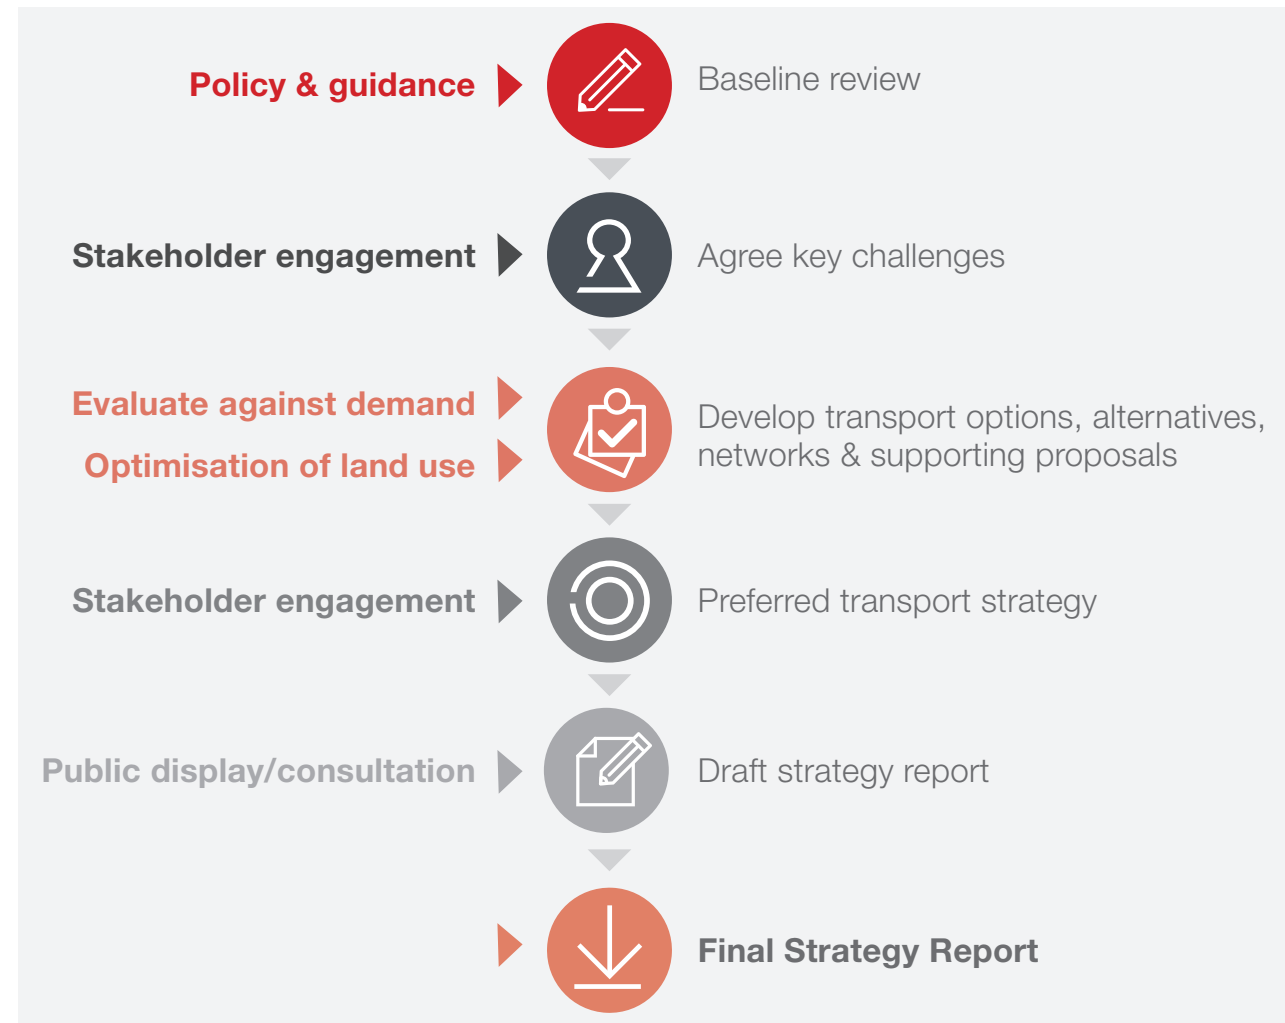 Policy & guidance
Baseline review
Stakeholder engagement
Agree key challenges
Evaluate against demand
Optimisation of land use
Develop transport options, alternatives,
networks & supporting proposals
Stakeholder engagement
Preferred transport strategy
Public display/consultation
Draft strategy report
Final Strategy Report